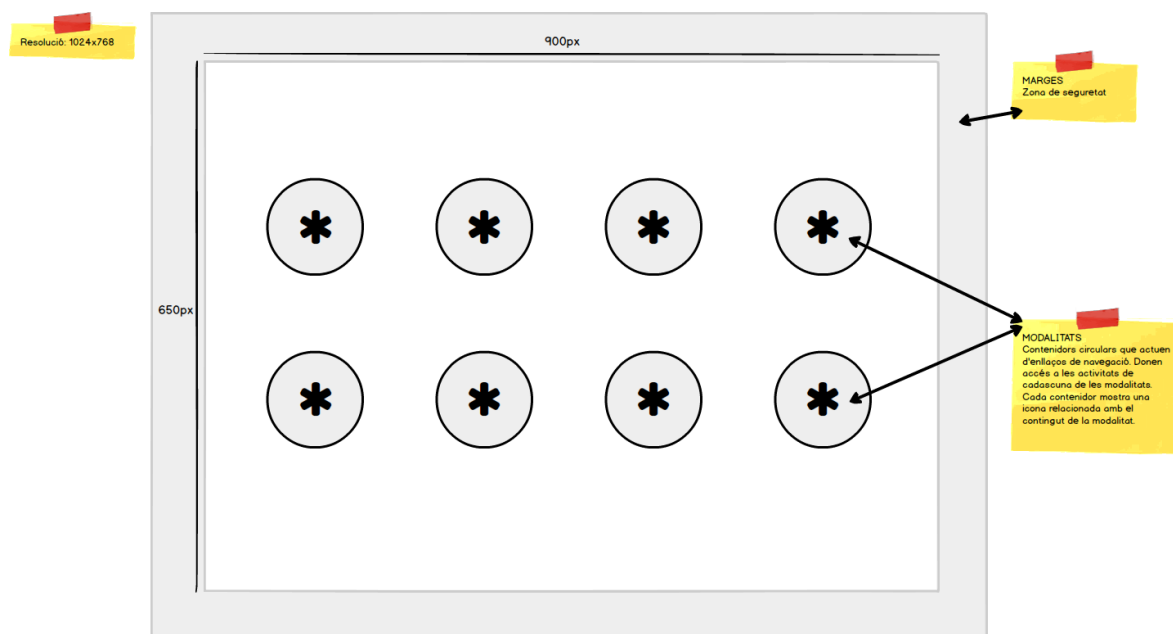 Resolució: 1024x768
900px
MARGES
Zona de seguretat
650px
MODALITATS
Contenidors circulars que actuen
d'enllaços de navegació. Donen
accés a les activitats de
cadascuna de les modalitats.
Cada contenidor mostra una
icona relacionada amb el
contingut de la modalitat.